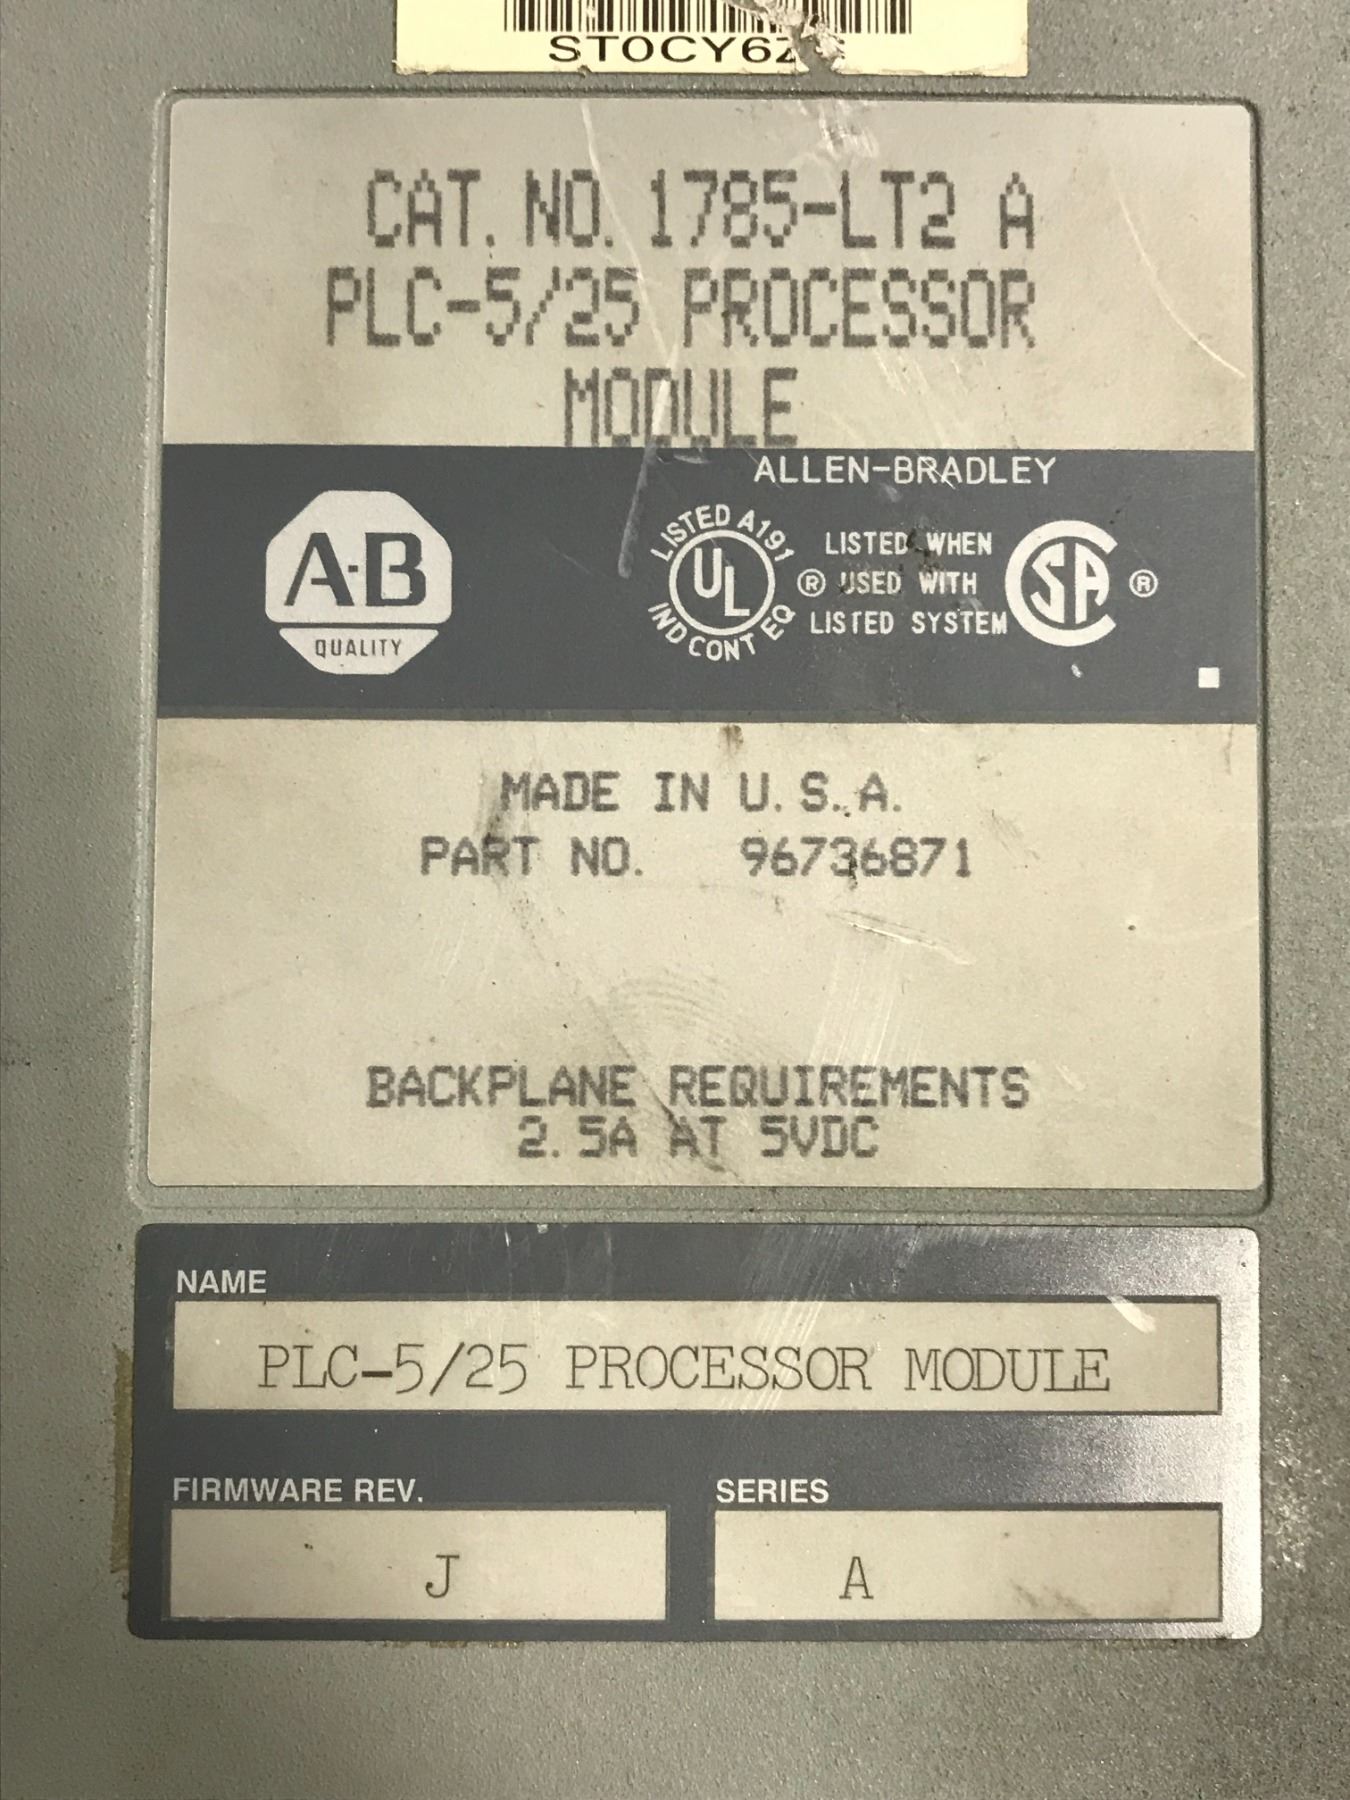 CAT. NO. 1785-LT2 A
PLC-5/25 PROCESSOR
MODULE
ALLEN-BRADLEY
A-B
QUALITY
LISTED A191
UL
IND CONT EQ
®
LISTED WHEN
USED WITH
LISTED SYSTEM
SA ®
MADE IN U.S.A.
PART NO. 96736871
BACKPLANE REQUIREMENTS
2.5A AT 5VDC
NAME
PLC-5/25 PROCESSOR MODULE
FIRMWARE REV.
SERIES
J
A